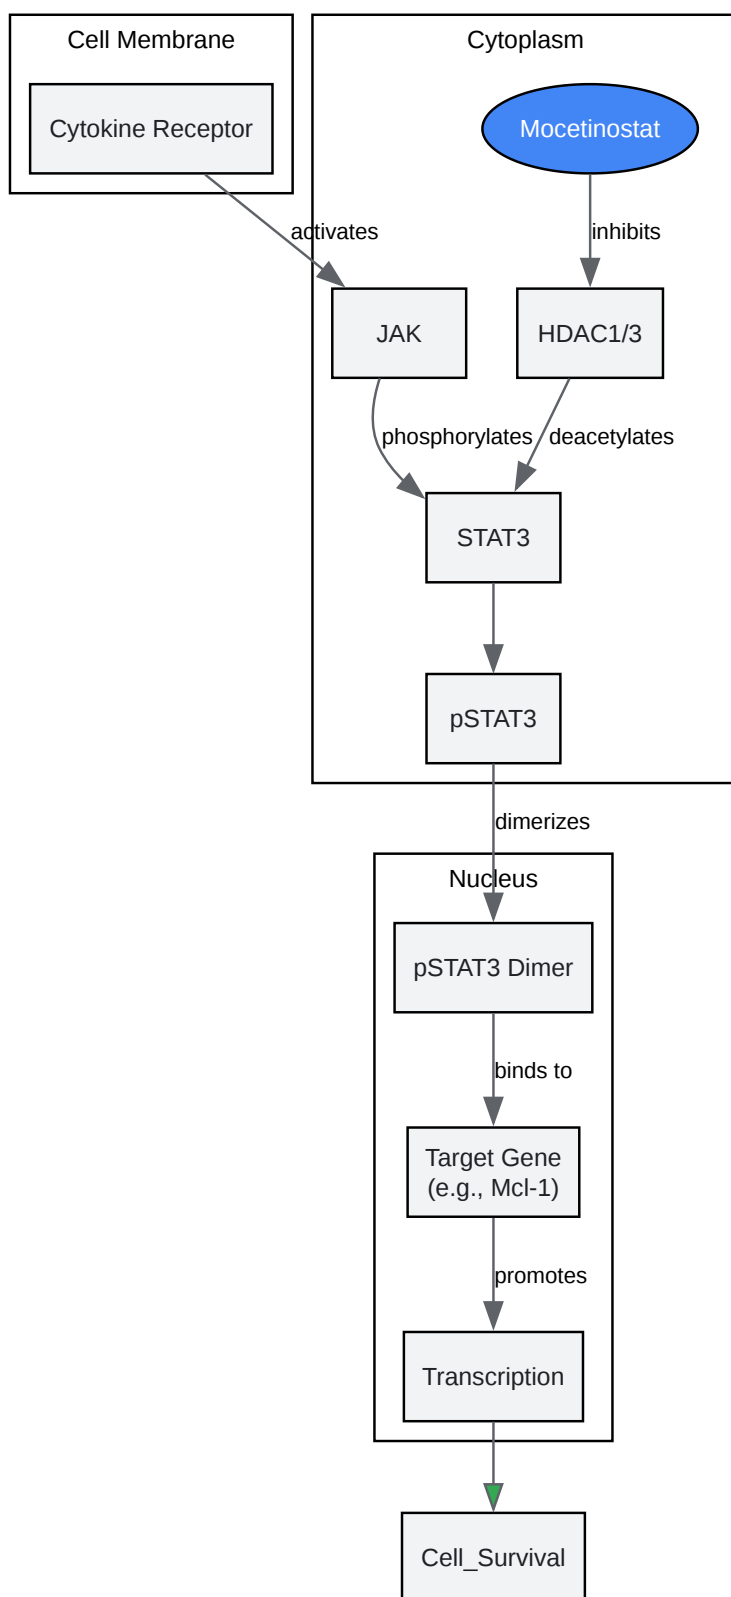 Cell Membrane
Cytoplasm
Cytokine Receptor
Mocetinostat
activates
inhibits
JAK
HDAC1/3
phosphorylates
deacetylates
STAT3
pSTAT3
dimerizes
Nucleus
pSTAT3 Dimer
binds to
Target Gene
(e.g., Mcl-1)
promotes
Transcription
Cell_Survival